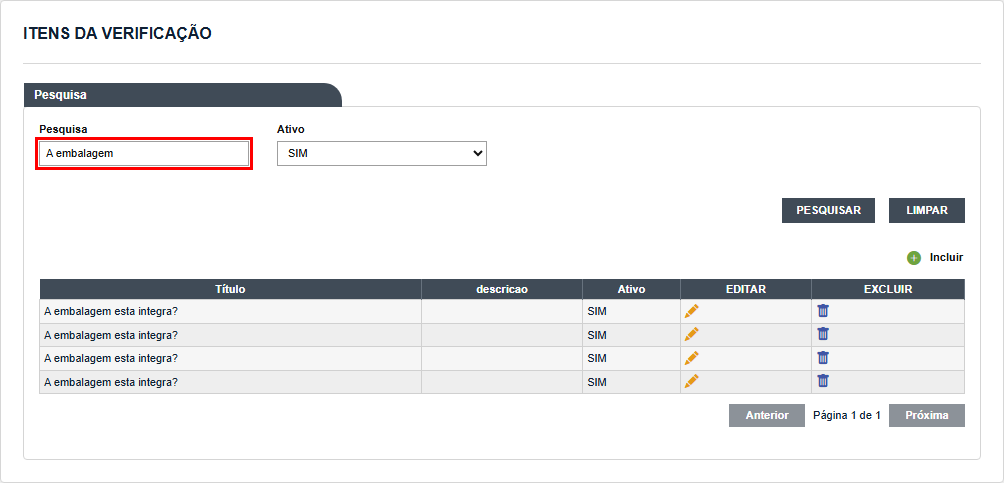 ITENS DA VERIFICAÇÃO
Pesquisa
Pesquisa Ativo
A embalagem SIM
PESQUISAR LIMPAR
Incluir
Título descricao Ativo EDITAR EXCLUIR
A embalagem esta integra? SIM
A embalagem esta integra? SIM
A embalagem esta integra? SIM
A embalagem esta integra? SIM
Anterior Página 1 de 1 Próxima